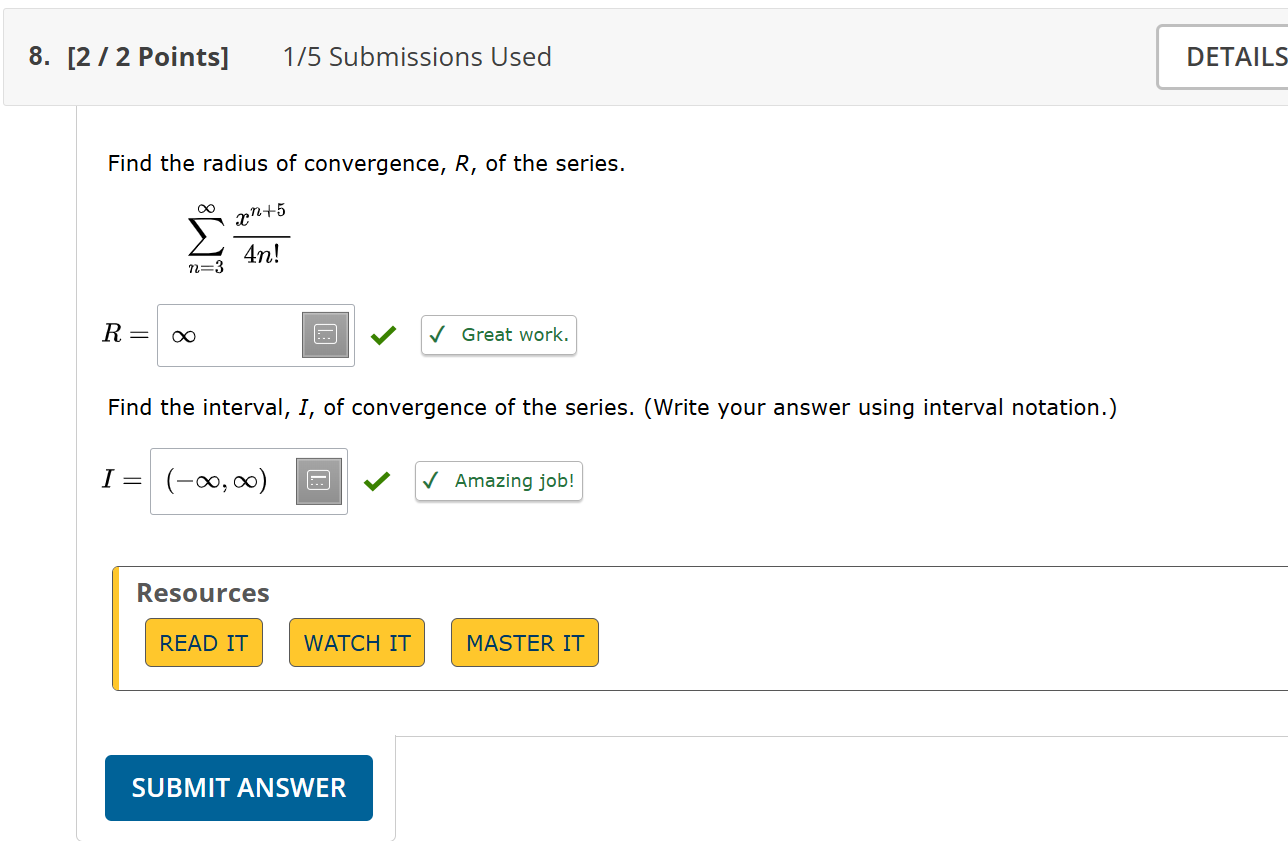 8. [2 / 2 Points] 1/5 Submissions Used DETAILS
Find the radius of convergence, R, of the series.
∞
∑ x^{n+5} / 4n!
n=3
R = ∞ ✓ Great work.
Find the interval, I, of convergence of the series. (Write your answer using interval notation.)
I = (−∞, ∞) ✓ Amazing job!
Resources
READ IT WATCH IT MASTER IT
SUBMIT ANSWER